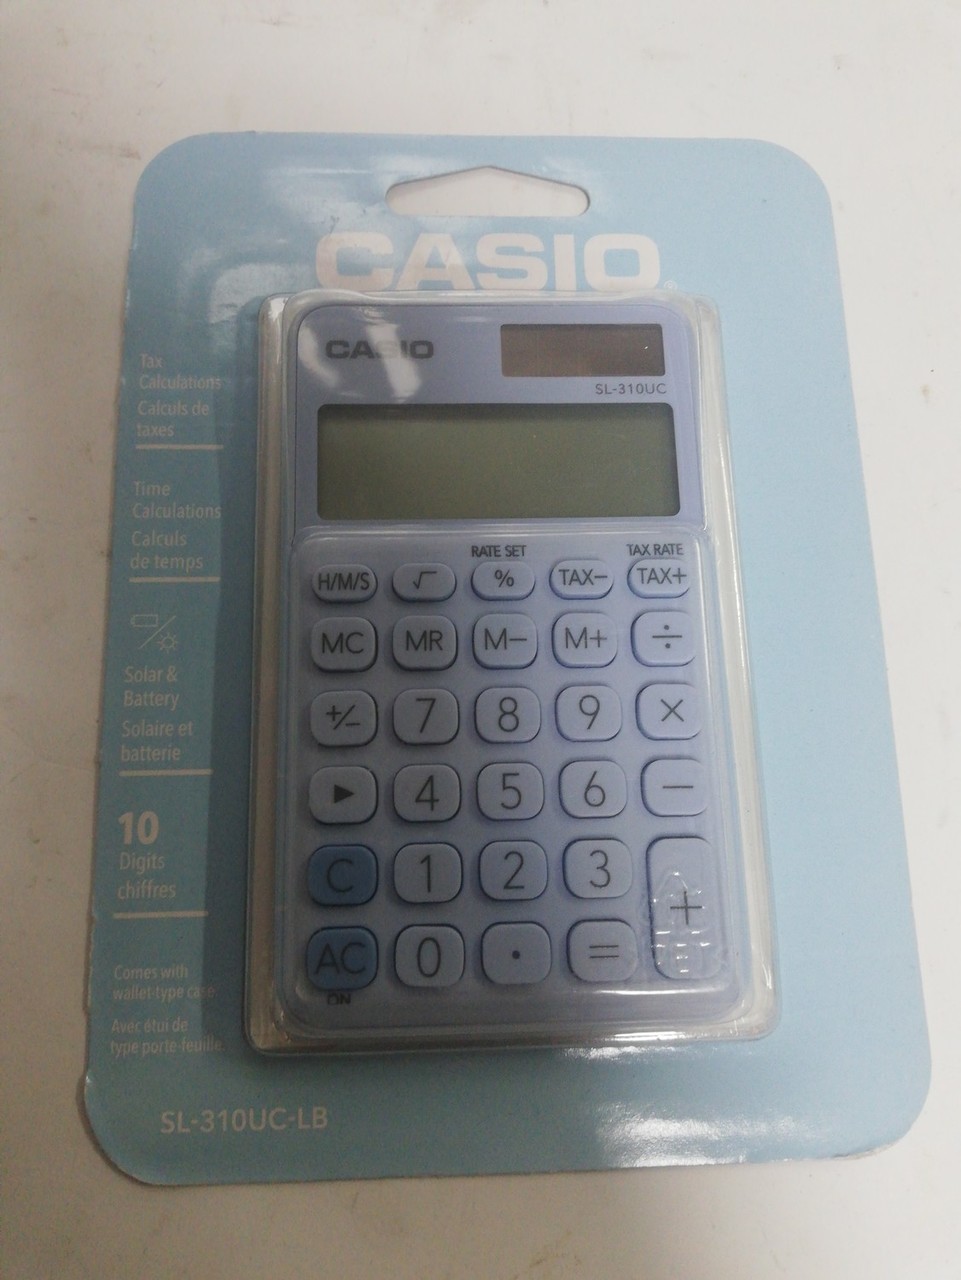 CASIO
CASIO
SL-310UC
Tax
Calculations
Calculs de
taxes
Time
Calculations
Calculs
de temps
Solar &
Battery
Solaire et
batterie
10
Digits
chiffres
Comes with
wallet-type case
Avec étui de
type porte-feuille.
SL-310UC-LB
RATE SET TAX RATE
H/M/S √ % TAX− TAX+
MC MR M− M+ ÷
+/− 7 8 9 ×
▶ 4 5 6 −
C 1 2 3 +
AC 0 . =
ON